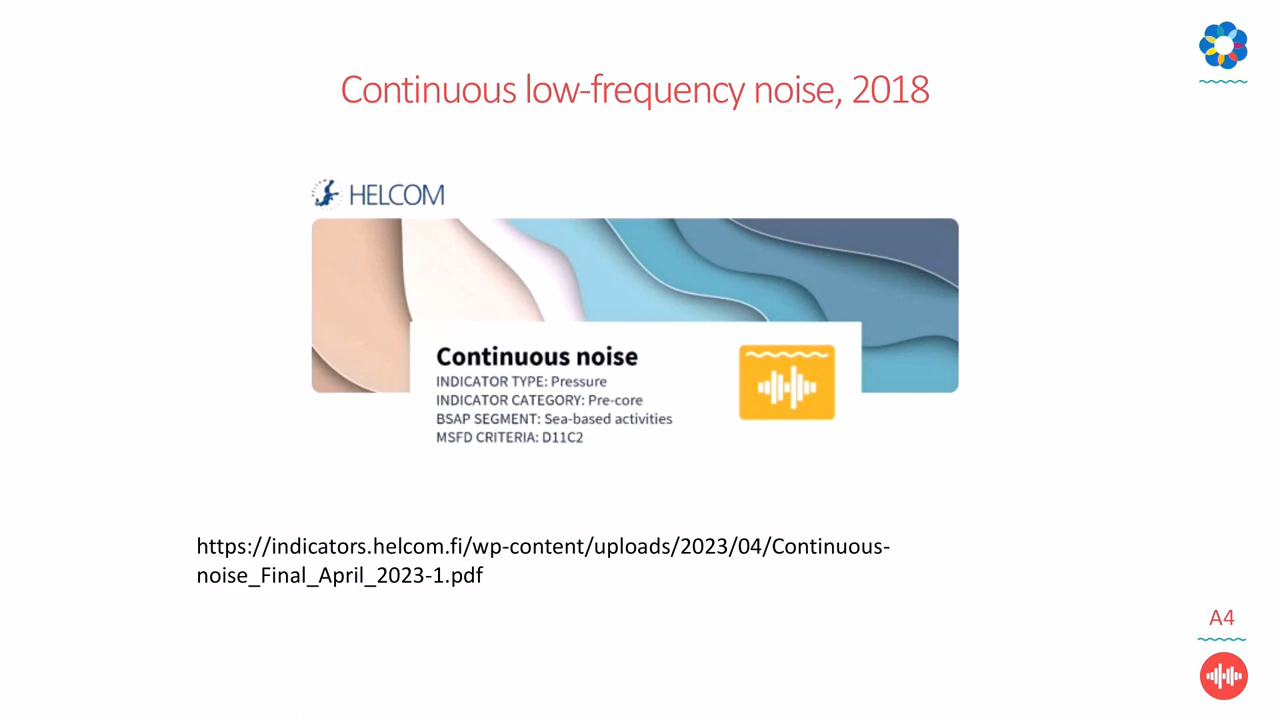 Continuous low-frequency noise, 2018
HELCOM
Continuous noise
INDICATOR TYPE: Pressure
INDICATOR CATEGORY: Pre-core
BSAP SEGMENT: Sea-based activities
MSFD CRITERIA: D11C2
https://indicators.helcom.fi/wp-content/uploads/2023/04/Continuous-
noise_Final_April_2023-1.pdf
A4